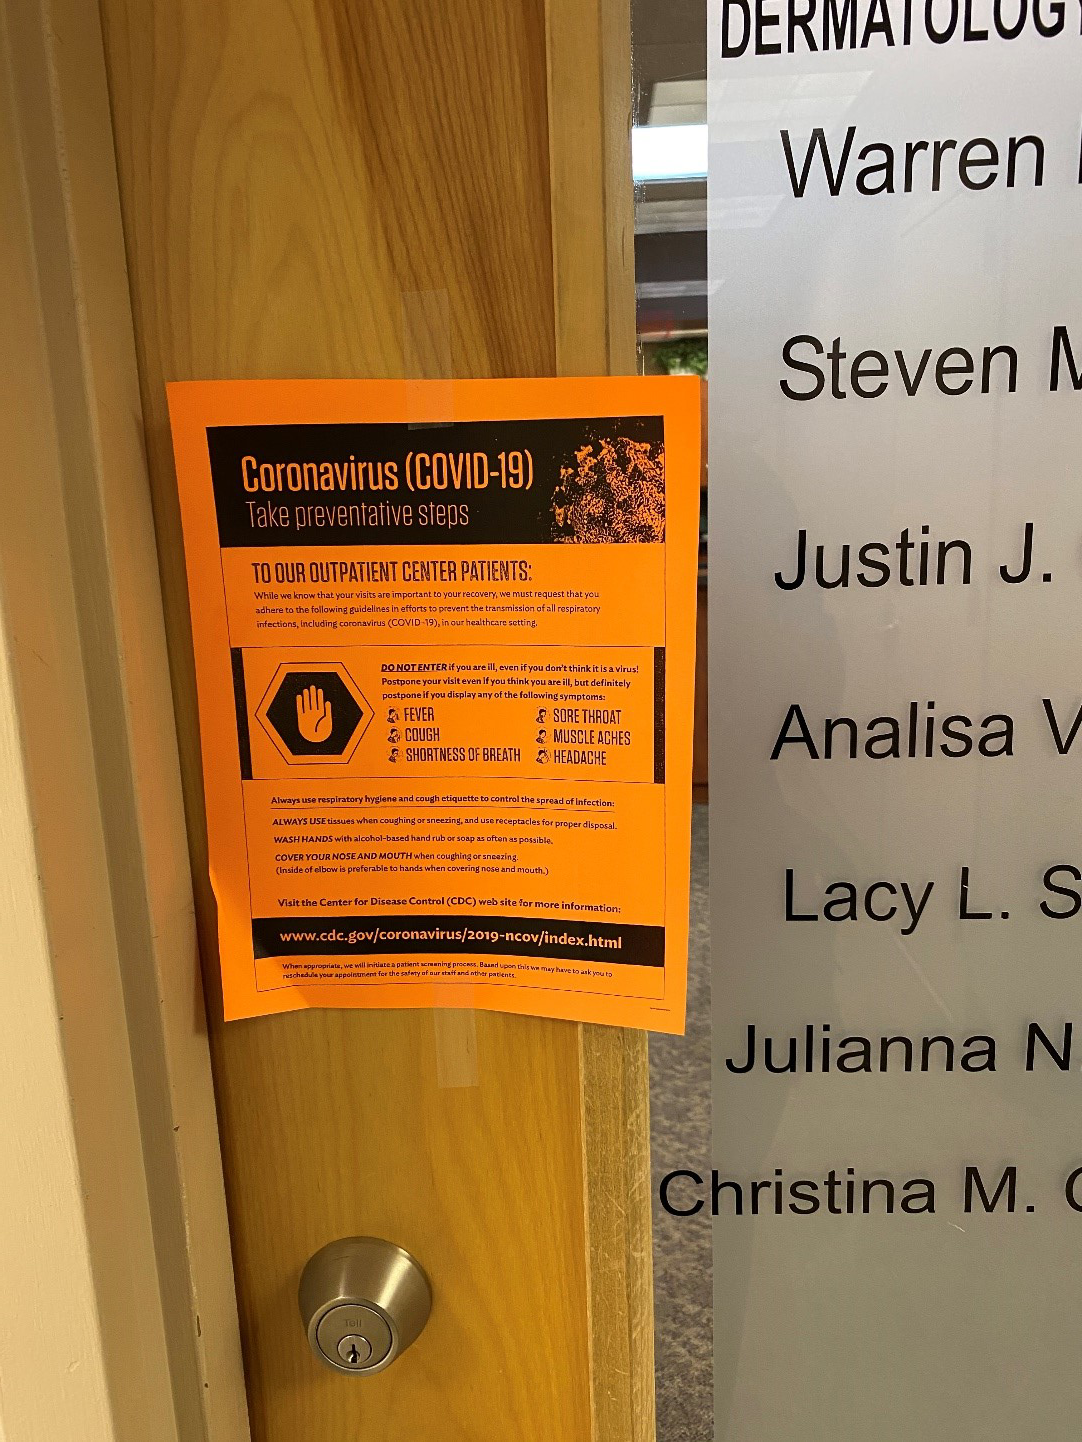 Coronavirus (COVID-19)
Take preventative steps
TO OUR OUTPATIENT CENTER PATIENTS:
While we know that your visits are important to your recovery, we must request that you
adhere to the following guidelines in efforts to prevent the transmission of all respiratory
infections, including coronavirus (COVID-19), in our healthcare setting.
DO NOT ENTER if you are ill, even if you don't think it is a virus!
Postpone your visit even if you think you are ill, but definitely
postpone if you display any of the following symptoms:
FEVER
COUGH
SHORTNESS OF BREATH
SORE THROAT
MUSCLE ACHES
HEADACHE
Always use respiratory hygiene and cough etiquette to control the spread of infection:
ALWAYS USE tissues when coughing or sneezing, and use receptacles for proper disposal.
WASH HANDS with alcohol-based hand rub or soap as often as possible.
COVER YOUR NOSE AND MOUTH when coughing or sneezing.
(Inside of elbow is preferable to hands when covering nose and mouth.)
Visit the Center for Disease Control (CDC) web site for more information:
www.cdc.gov/coronavirus/2019-ncov/index.html
When appropriate, we will initiate a patient screening process. Based upon this we may have to ask you to
reschedule your appointment for the safety of our staff and other patients.
DERMATOLOGY
Warren
Steven M
Justin J.
Analisa V
Lacy L. S
Julianna N
Christina M.
Tell